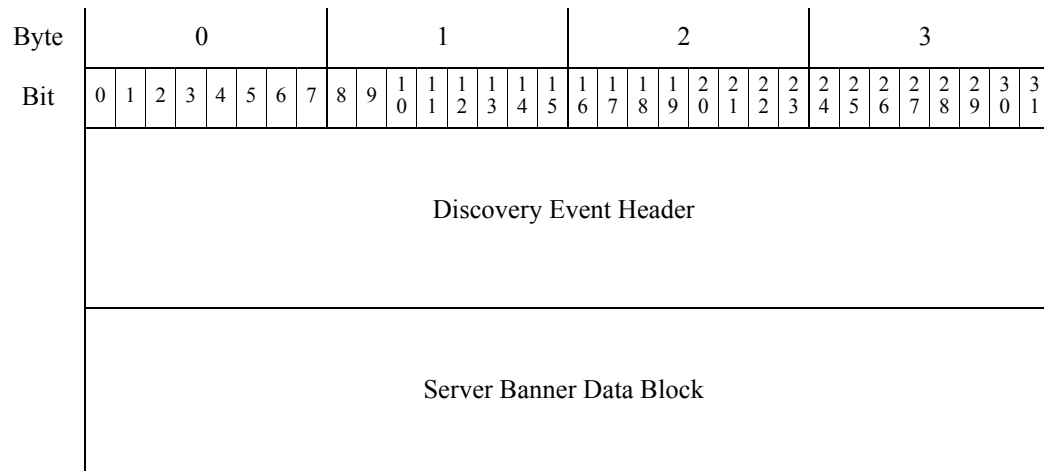 Byte 0 1 2 3
Bit 0 1 2 3 4 5 6 7 8 9 10 11 12 13 14 15 16 17 18 19 20 21 22 23 24 25 26 27 28 29 30 31
Discovery Event Header
Server Banner Data Block